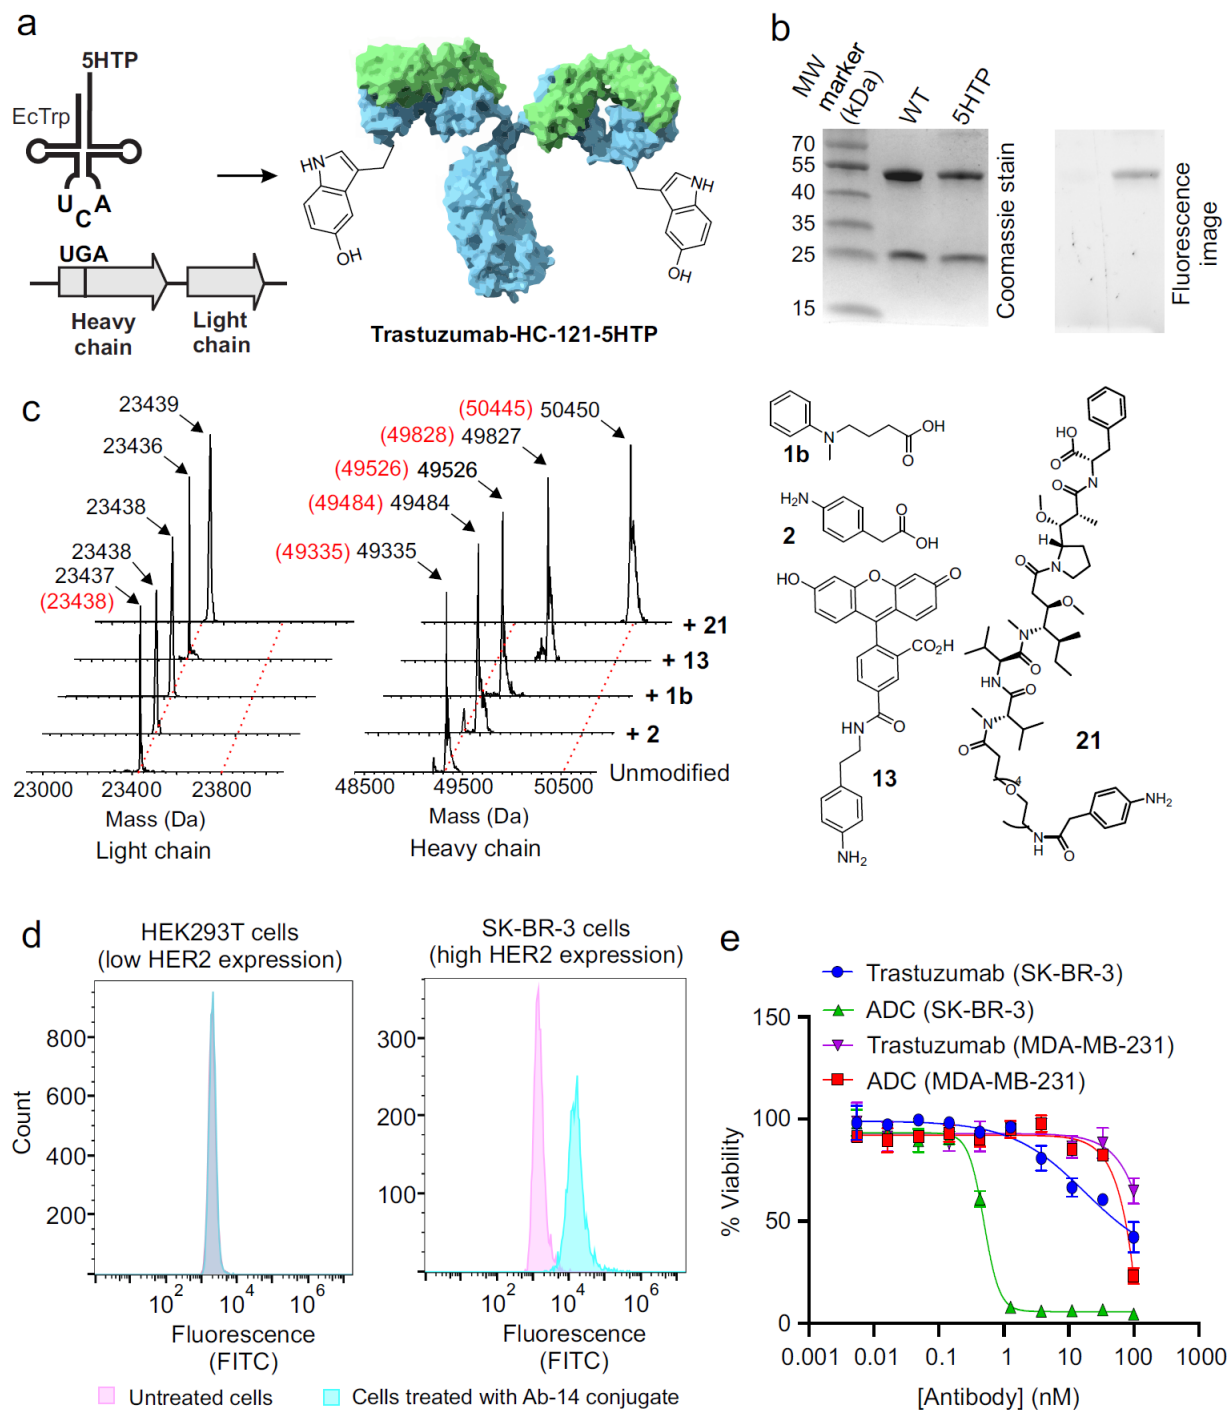 a
5HTP
EcTrp
U C A
UGA
Heavy
chain
Light
chain
HN
OH
NH
OH
Trastuzumab-HC-121-5HTP
b
MW
marker
(kDa)
WT
5HTP
70
55
40
35
25
15
Coomassie stain
Fluorescence
image
c
23439
23436
23438
23438
23437
(23438)
23000 23400 23800
Mass (Da)
Light chain
(50445) 50450
(49828) 49827
(49526) 49526
(49484) 49484
(49335) 49335
+ 21
+ 13
+ 1b
+ 2
Unmodified
48500 49500 50500
Mass (Da)
Heavy chain
N
OH
O
1b
H2N
O
OH
2
HO
O
O
CO2H
O
HN
13
NH2
HO
O
N
H
O
O
H
N
O
O
N
O
HN
O
N
O
O
4
N
H
O
NH2
21
d
HEK293T cells
(low HER2 expression)
800
600
400
200
Count
10^2 10^4 10^6
Fluorescence
(FITC)
SK-BR-3 cells
(high HER2 expression)
300
200
100
10^2 10^4 10^6
Fluorescence
(FITC)
Untreated cells
Cells treated with Ab-14 conjugate
e
Trastuzumab (SK-BR-3)
ADC (SK-BR-3)
Trastuzumab (MDA-MB-231)
ADC (MDA-MB-231)
150
100
50
0
% Viability
0.001 0.01 0.1 1 10 100 1000
[Antibody] (nM)